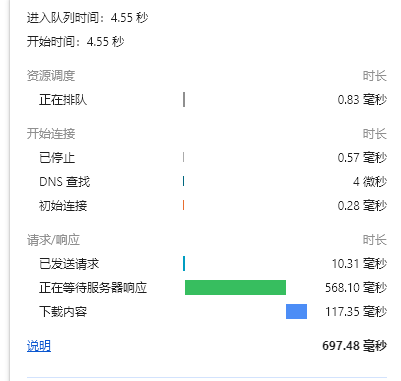 进入队列时间：4.55 秒
开始时间：4.55 秒
资源调度 时长
正在排队 0.83 毫秒
开始连接 时长
已停止 0.57 毫秒
DNS 查找 4 微秒
初始连接 0.28 毫秒
请求/响应 时长
已发送请求 10.31 毫秒
正在等待服务器响应 568.10 毫秒
下载内容 117.35 毫秒
说明 697.48 毫秒